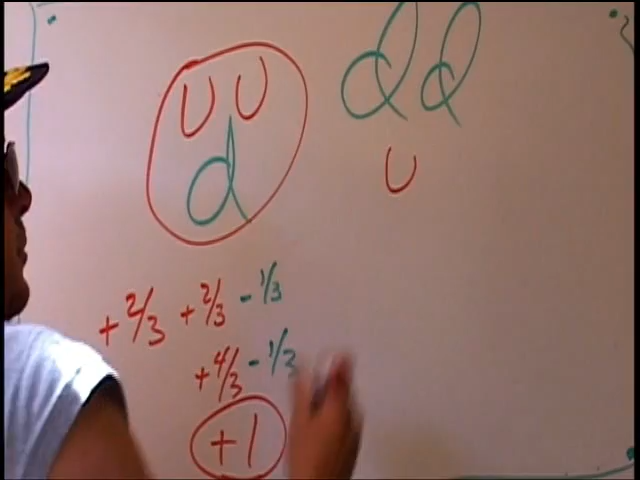 U U d d
d U
+2/3 +2/3 -1/3
+4/3 -1/3
+1